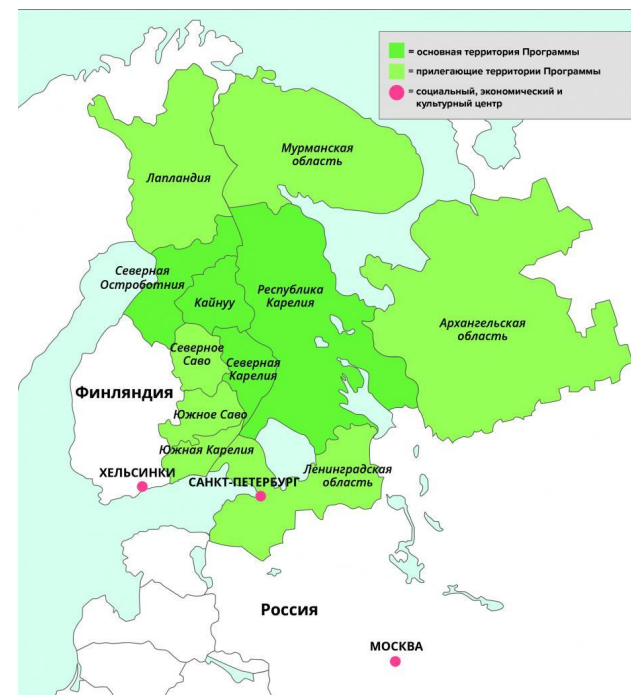 = основная территория Программы
= прилегающие территории Программы
= социальный, экономический и
культурный центр
Мурманская
область
Лапландия
Северная
Остроботния
Кайнуу
Республика
Карелия
Архангельская
область
Северное
Саво
Северная
Карелия
Финляндия
Южное Саво
Южная Карелия
Ленинградская
область
ХЕЛЬСИНКИ
САНКТ-ПЕТЕРБУРГ
Россия
МОСКВА